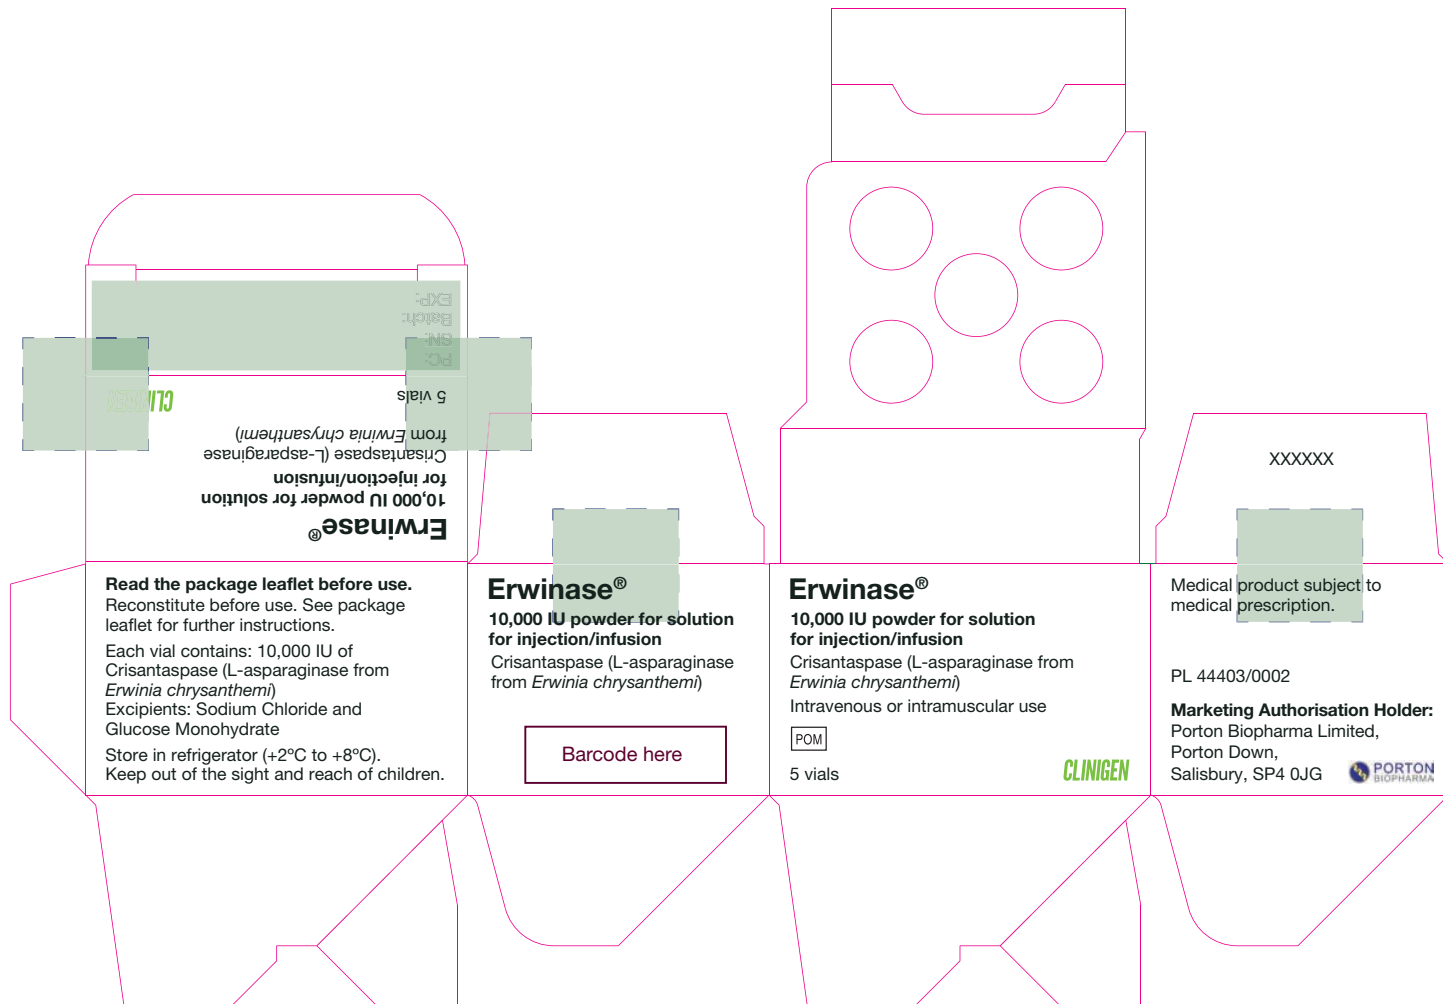 EXP:
Batch:
SN:
PC:
Erwinase®
10,000 IU powder for solution
for injection/infusion
Crisantaspase (L-asparaginase
from Erwinia chrysanthemi)
5 vials
CLINIGEN
Read the package leaflet before use.
Reconstitute before use. See package
leaflet for further instructions.
Each vial contains: 10,000 IU of
Crisantaspase (L-asparaginase from
Erwinia chrysanthemi)
Excipients: Sodium Chloride and
Glucose Monohydrate
Store in refrigerator (+2ºC to +8ºC).
Keep out of the sight and reach of children.
Erwinase®
10,000 IU powder for solution
for injection/infusion
Crisantaspase (L-asparaginase
from Erwinia chrysanthemi)
Barcode here
Erwinase®
10,000 IU powder for solution
for injection/infusion
Crisantaspase (L-asparaginase from
Erwinia chrysanthemi)
Intravenous or intramuscular use
POM
5 vials
CLINIGEN
XXXXXX
Medical product subject to
medical prescription.
PL 44403/0002
Marketing Authorisation Holder:
Porton Biopharma Limited,
Porton Down,
Salisbury, SP4 0JG
PORTON
BIOPHARMA